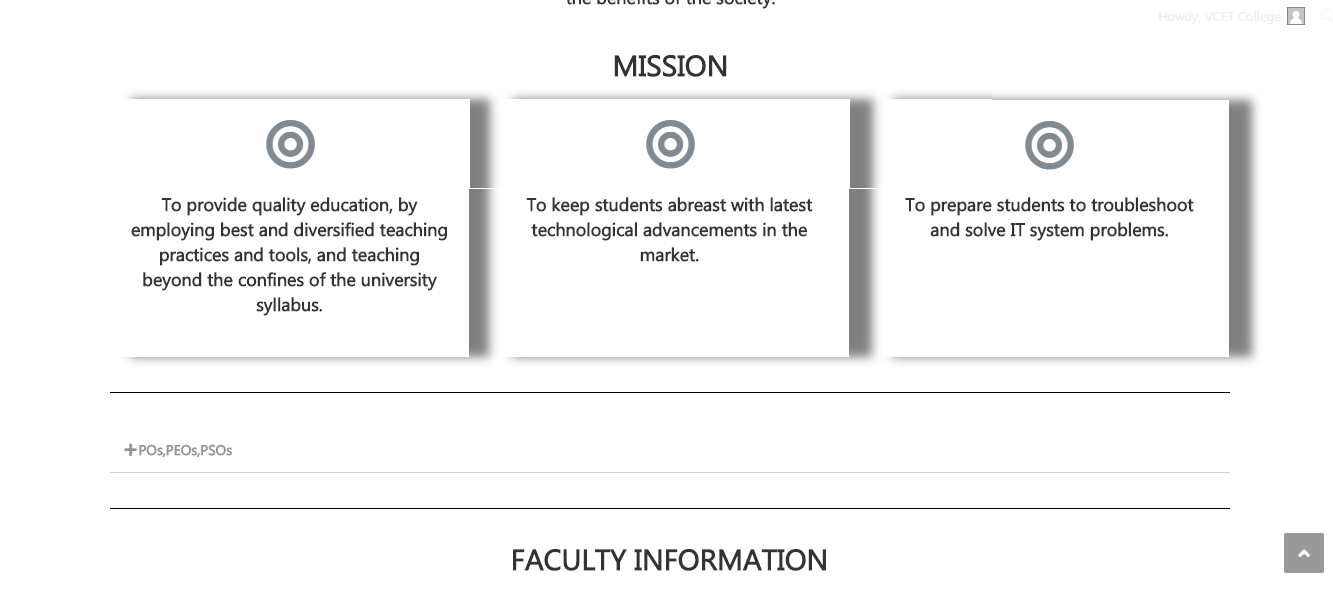 the benefits of the society.
Howdy, VCET College
MISSION
To provide quality education, by
employing best and diversified teaching
practices and tools, and teaching
beyond the confines of the university
syllabus.
To keep students abreast with latest
technological advancements in the
market.
To prepare students to troubleshoot
and solve IT system problems.
POs,PEOs,PSOs
FACULTY INFORMATION